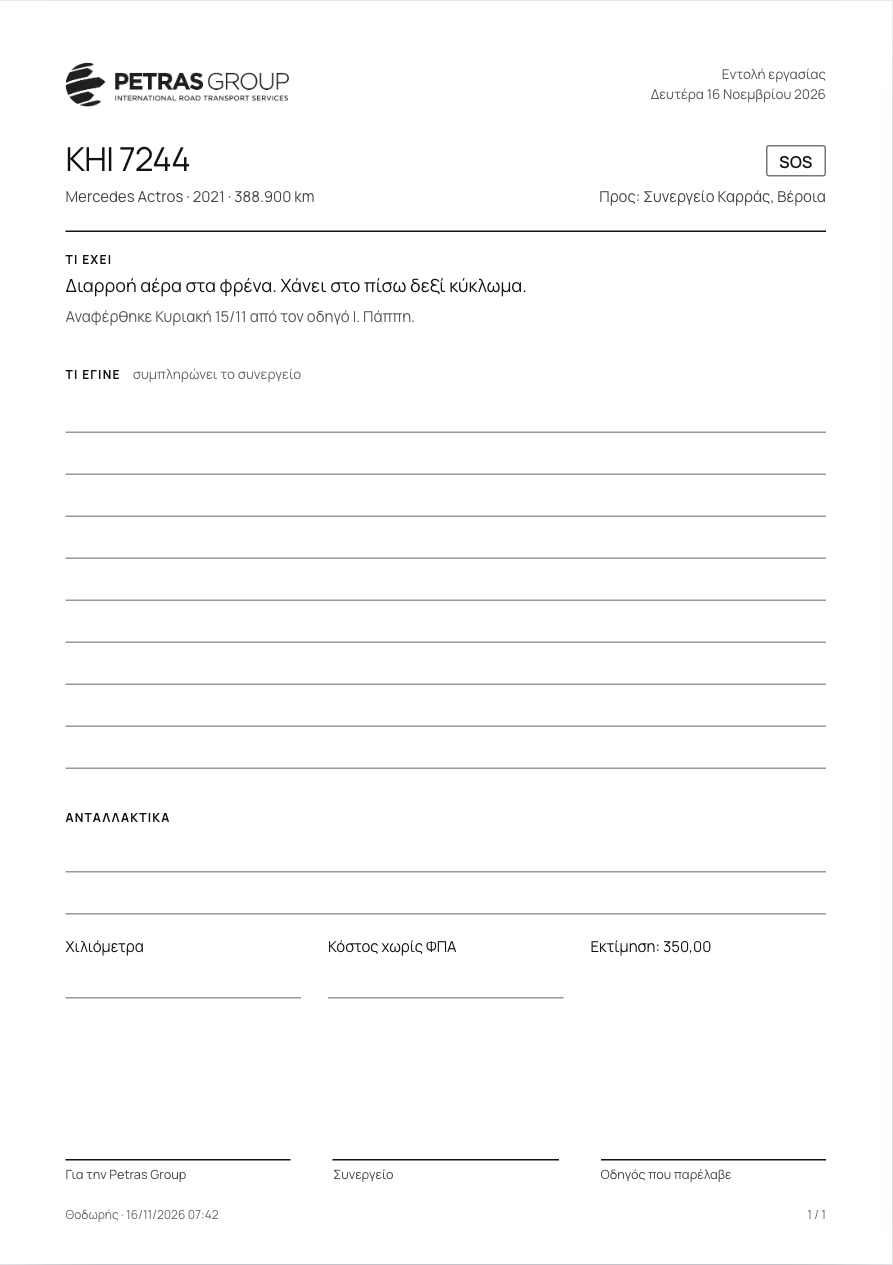 PETRAS GROUP
INTERNATIONAL ROAD TRANSPORT SERVICES
Εντολή εργασίας
Δευτέρα 16 Νοεμβρίου 2026
ΚΗΙ 7244
SOS
Mercedes Actros · 2021 · 388.900 km
Προς: Συνεργείο Καρράς, Βέροια
ΤΙ ΕΧΕΙ
Διαρροή αέρα στα φρένα. Χάνει στο πίσω δεξί κύκλωμα.
Αναφέρθηκε Κυριακή 15/11 από τον οδηγό Ι. Πάππη.
ΤΙ ΕΓΙΝΕ συμπληρώνει το συνεργείο
ΑΝΤΑΛΛΑΚΤΙΚΑ
Χιλιόμετρα
Κόστος χωρίς ΦΠΑ
Εκτίμηση: 350,00
Για την Petras Group
Συνεργείο
Οδηγός που παρέλαβε
Θοδωρής · 16/11/2026 07:42
1 / 1